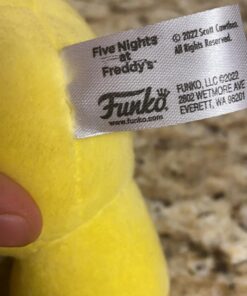 Five Nights
at
Freddy's™
Funko®
www.funko.com
© 2022 Scott Cawthon
All Rights Reserved.
FUNKO, LLC ©2022
2802 WETMORE AVE
EVERETT, WA 98201